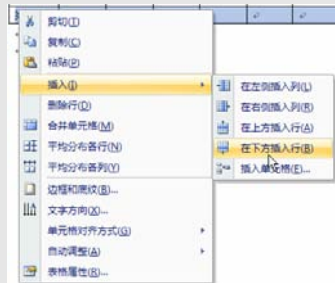 剪切(T)
复制(C)
粘贴(P)
插入(I)
删除行(D)
合并单元格(M)
平均分布各行(N)
平均分布各列(Y)
边框和底纹(B)...
文字方向(X)...
单元格对齐方式(G)
自动调整(A)
表格属性(R)...
在左侧插入列(L)
在右侧插入列(R)
在上方插入行(A)
在下方插入行(B)
插入单元格(E)...